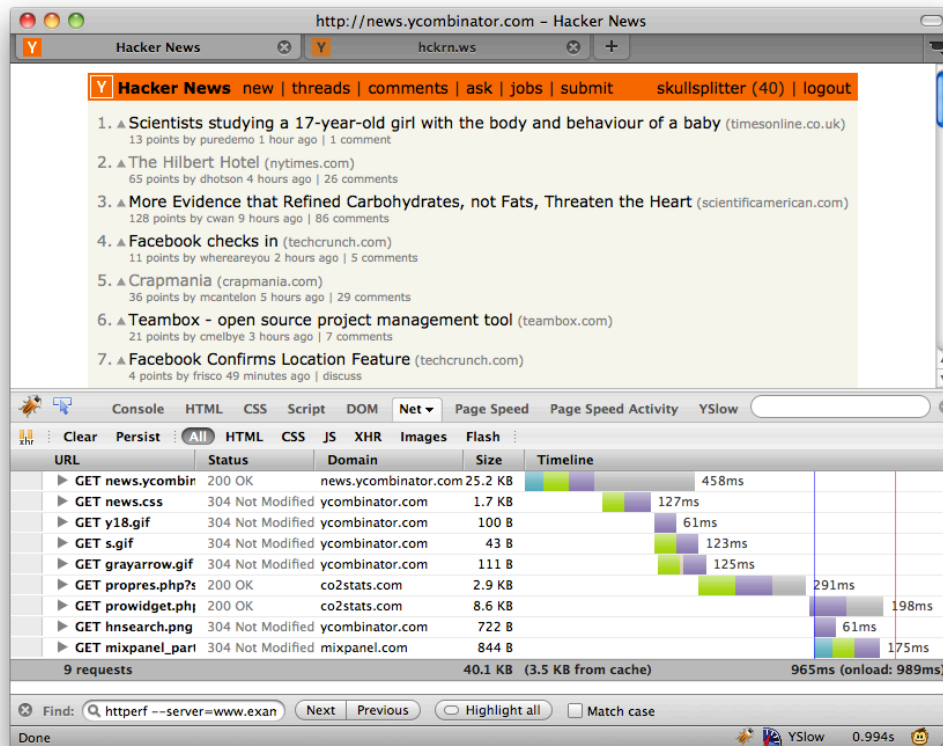 http://news.ycombinator.com – Hacker News
Y Hacker News Y hckrn.ws +
Y Hacker News new | threads | comments | ask | jobs | submit skullsplitter (40) | logout
1. Scientists studying a 17-year-old girl with the body and behaviour of a baby (timesonline.co.uk)
13 points by puredemo 1 hour ago | 1 comment
2. The Hilbert Hotel (nytimes.com)
65 points by dhotson 4 hours ago | 26 comments
3. More Evidence that Refined Carbohydrates, not Fats, Threaten the Heart (scientificamerican.com)
128 points by cwan 9 hours ago | 86 comments
4. Facebook checks in (techcrunch.com)
11 points by whereareyou 2 hours ago | 5 comments
5. Crapmania (crapmania.com)
36 points by mcantelon 5 hours ago | 29 comments
6. Teambox - open source project management tool (teambox.com)
21 points by cmelbye 3 hours ago | 7 comments
7. Facebook Confirms Location Feature (techcrunch.com)
4 points by frisco 49 minutes ago | discuss
Console HTML CSS Script DOM Net Page Speed Page Speed Activity YSlow
xhr Clear Persist All HTML CSS JS XHR Images Flash
URL Status Domain Size Timeline
GET news.ycombin 200 OK news.ycombinator.com 25.2 KB 458ms
GET news.css 304 Not Modified ycombinator.com 1.7 KB 127ms
GET y18.gif 304 Not Modified ycombinator.com 100 B 61ms
GET s.gif 304 Not Modified ycombinator.com 43 B 123ms
GET grayarrow.gif 304 Not Modified ycombinator.com 111 B 125ms
GET propres.php?s 200 OK co2stats.com 2.9 KB 291ms
GET prowidget.php 200 OK co2stats.com 8.6 KB 198ms
GET hnsearch.png 304 Not Modified ycombinator.com 722 B 61ms
GET mixpanel_part 304 Not Modified mixpanel.com 844 B 175ms
9 requests 40.1 KB (3.5 KB from cache) 965ms (onload: 989ms)
Find: httperf --server=www.exan Next Previous Highlight all Match case
Done YSlow 0.994s